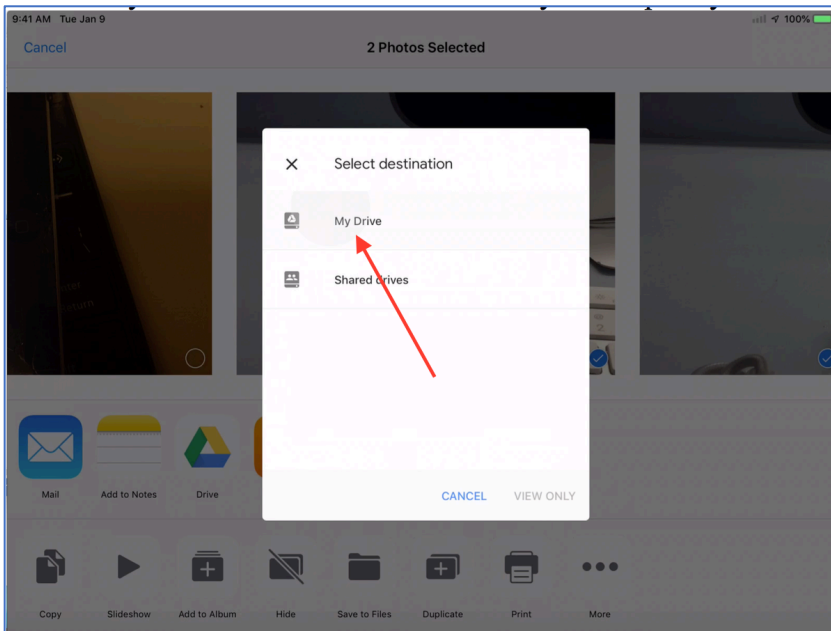 9:41 AM Tue Jan 9
100%
Cancel
2 Photos Selected
Select destination
My Drive
Shared drives
CANCEL VIEW ONLY
Mail Add to Notes Drive
Copy Slideshow Add to Album Hide Save to Files Duplicate Print More